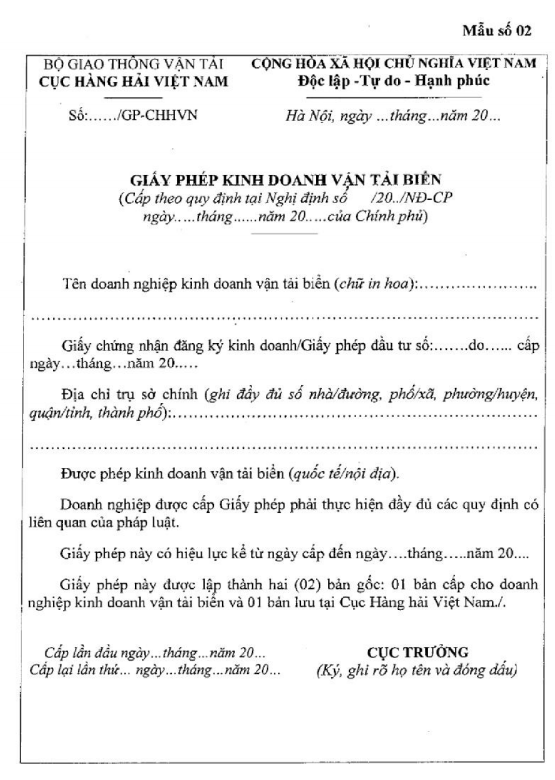 Mẫu số 02
BỘ GIAO THÔNG VẬN TẢI
CỤC HÀNG HẢI VIỆT NAM
CỘNG HÒA XÃ HỘI CHỦ NGHĨA VIỆT NAM
Độc lập -Tự do - Hạnh phúc
Số:……/GP-CHHVN
Hà Nội, ngày …tháng…năm 20…
GIẤY PHÉP KINH DOANH VẬN TẢI BIỂN
(Cấp theo quy định tại Nghị định số /20../NĐ-CP
ngày…..tháng……năm 20…..của Chính phủ)
Tên doanh nghiệp kinh doanh vận tải biển (chữ in hoa):…………………..
……………………………………………………………………………
Giấy chứng nhận đăng ký kinh doanh/Giấy phép đầu tư số:…….do…... cấp
ngày…tháng…năm 20…..
Địa chỉ trụ sở chính (ghi đầy đủ số nhà/đường, phố/xã, phường/huyện,
quận/tỉnh, thành phố):……………………………………………………
……………………………………………………………………………
Được phép kinh doanh vận tải biển (quốc tế/nội địa).
Doanh nghiệp được cấp Giấy phép phải thực hiện đầy đủ các quy định có
liên quan của pháp luật.
Giấy phép này có hiệu lực kể từ ngày cấp đến ngày….tháng…..năm 20....
Giấy phép này được lập thành hai (02) bản gốc: 01 bản cấp cho doanh
nghiệp kinh doanh vận tải biển và 01 bản lưu tại Cục Hàng hải Việt Nam./.
Cấp lần đầu ngày…tháng…năm 20…
Cấp lại lần thứ… ngày…tháng…năm 20…
CỤC TRƯỞNG
(Ký, ghi rõ họ tên và đóng dấu)